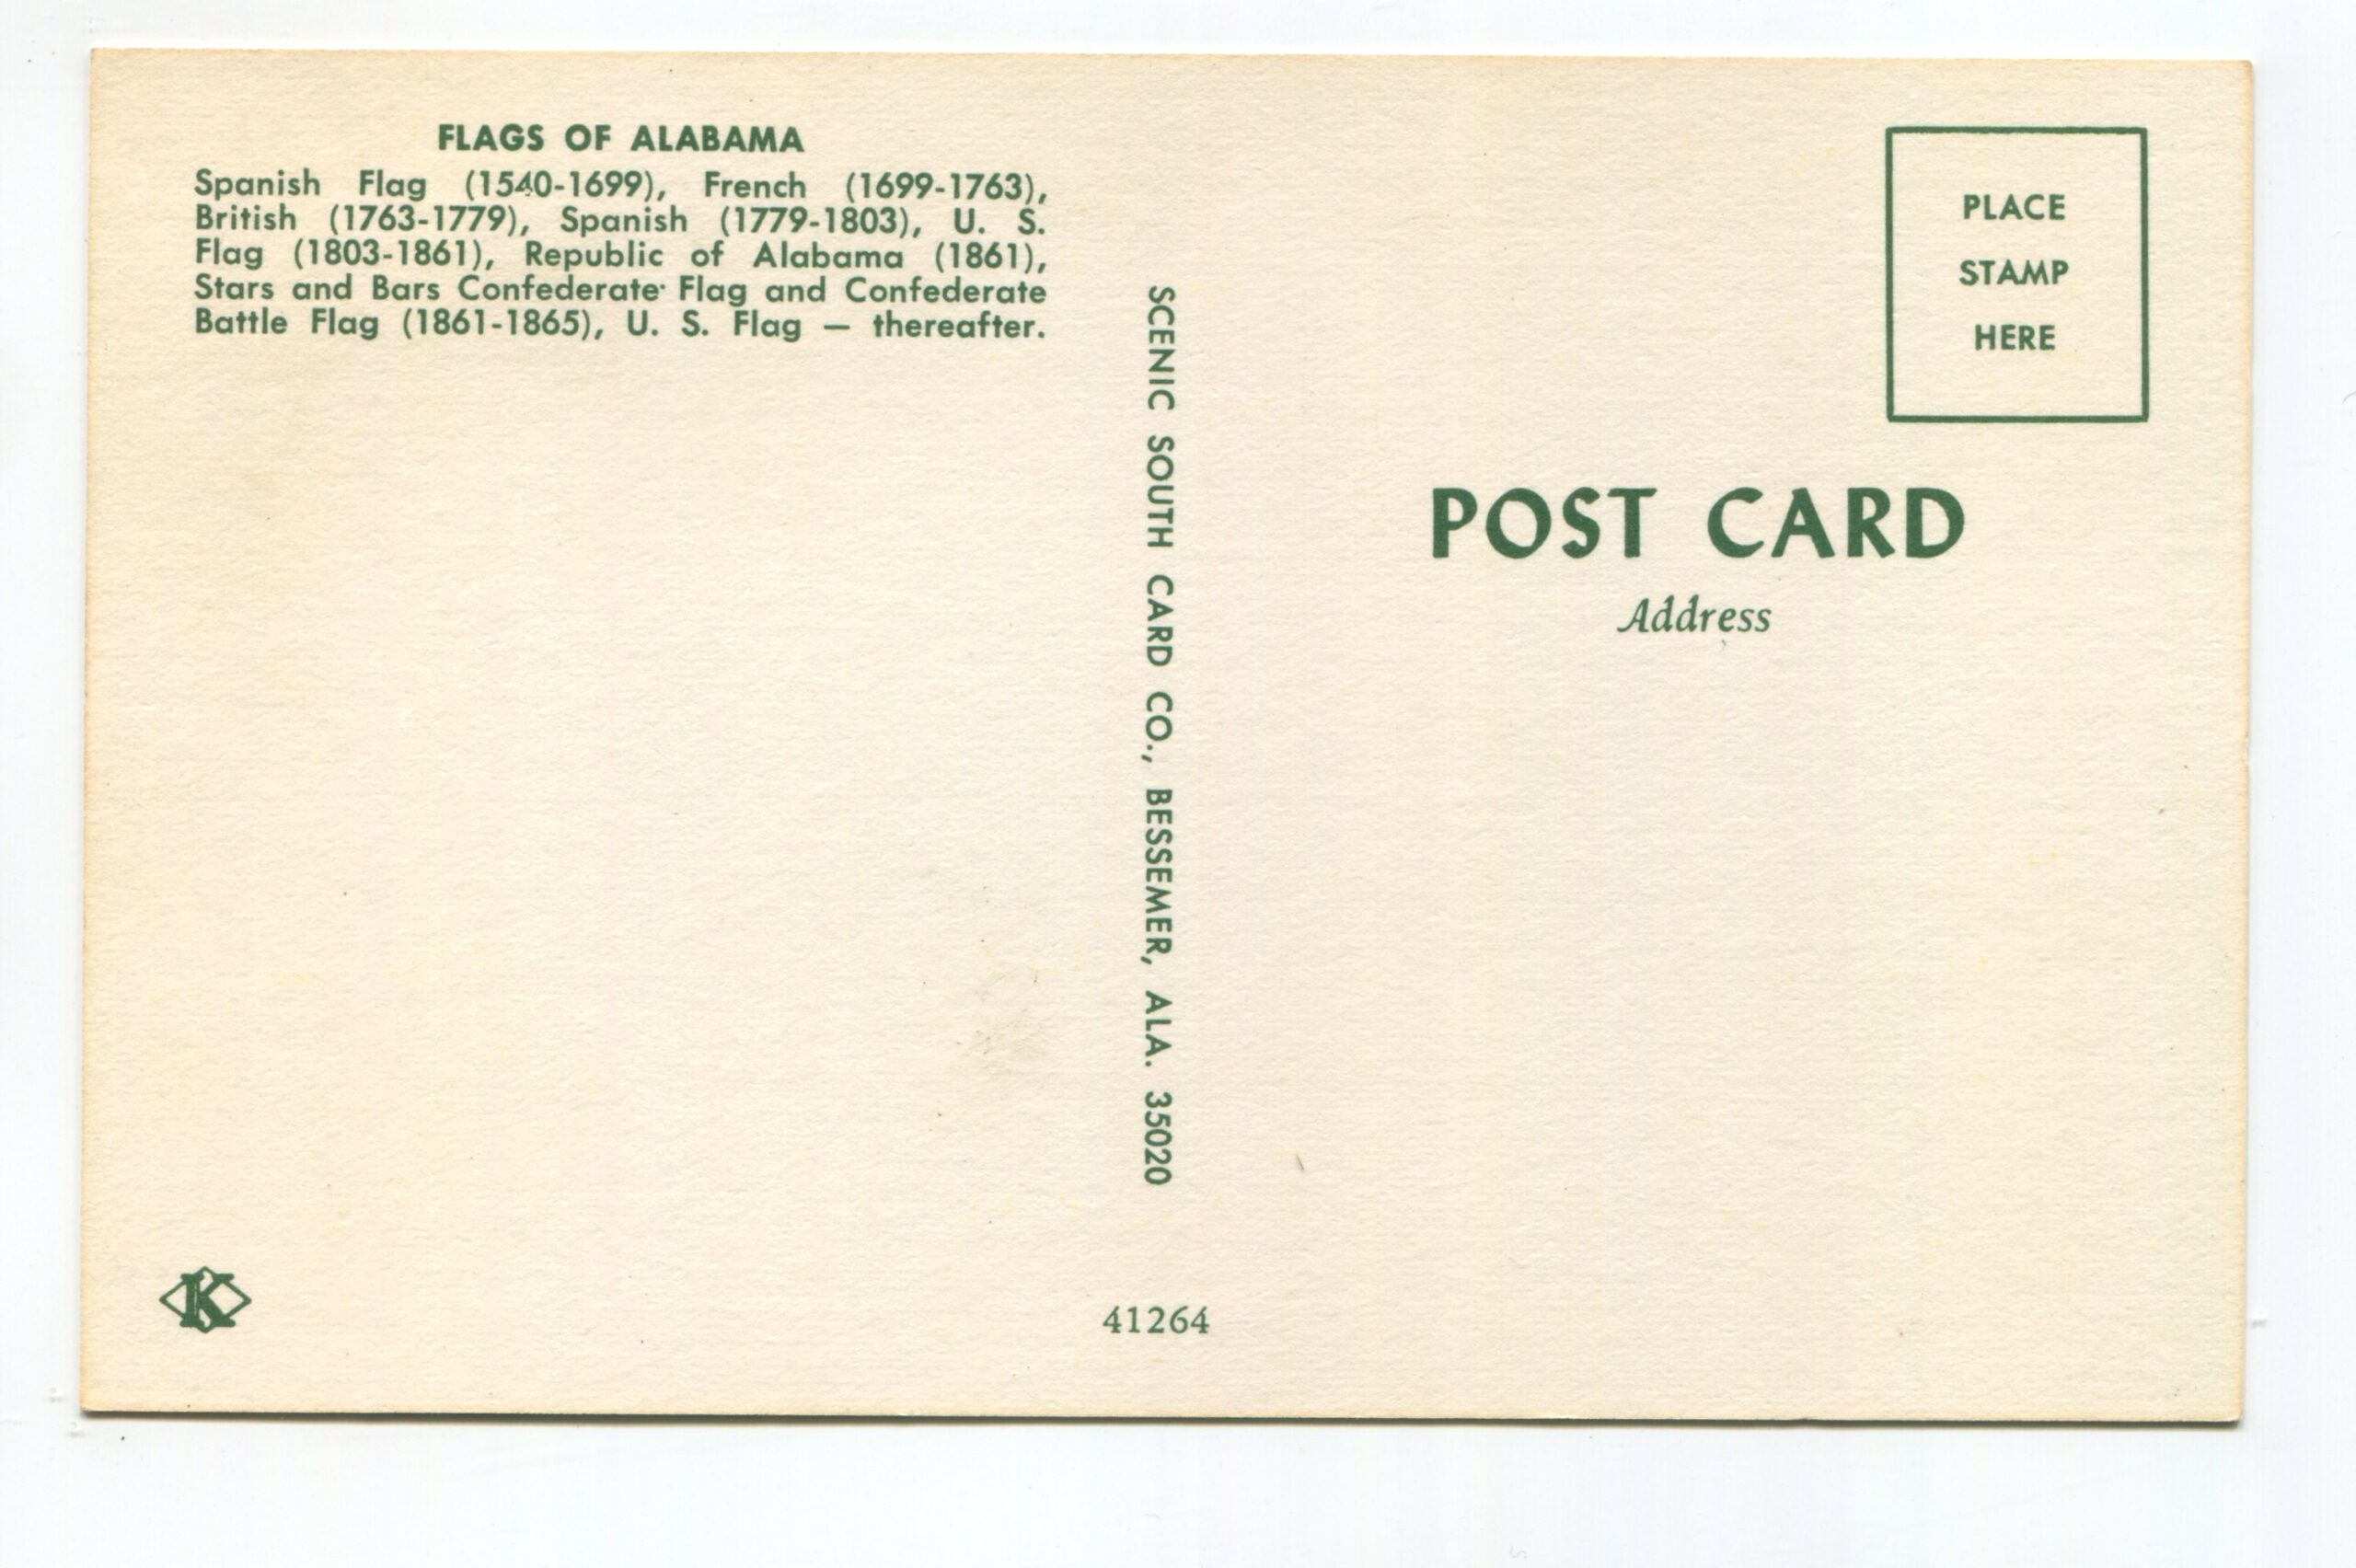 FLAGS OF ALABAMA
Spanish Flag (1540-1699), French (1699-1763),
British (1763-1779), Spanish (1779-1803), U. S.
Flag (1803-1861), Republic of Alabama (1861),
Stars and Bars Confederate Flag and Confederate
Battle Flag (1861-1865), U. S. Flag — thereafter.
SCENIC SOUTH CARD CO., BESSEMER, ALA. 35020
PLACE
STAMP
HERE
POST CARD
Address
K
41264